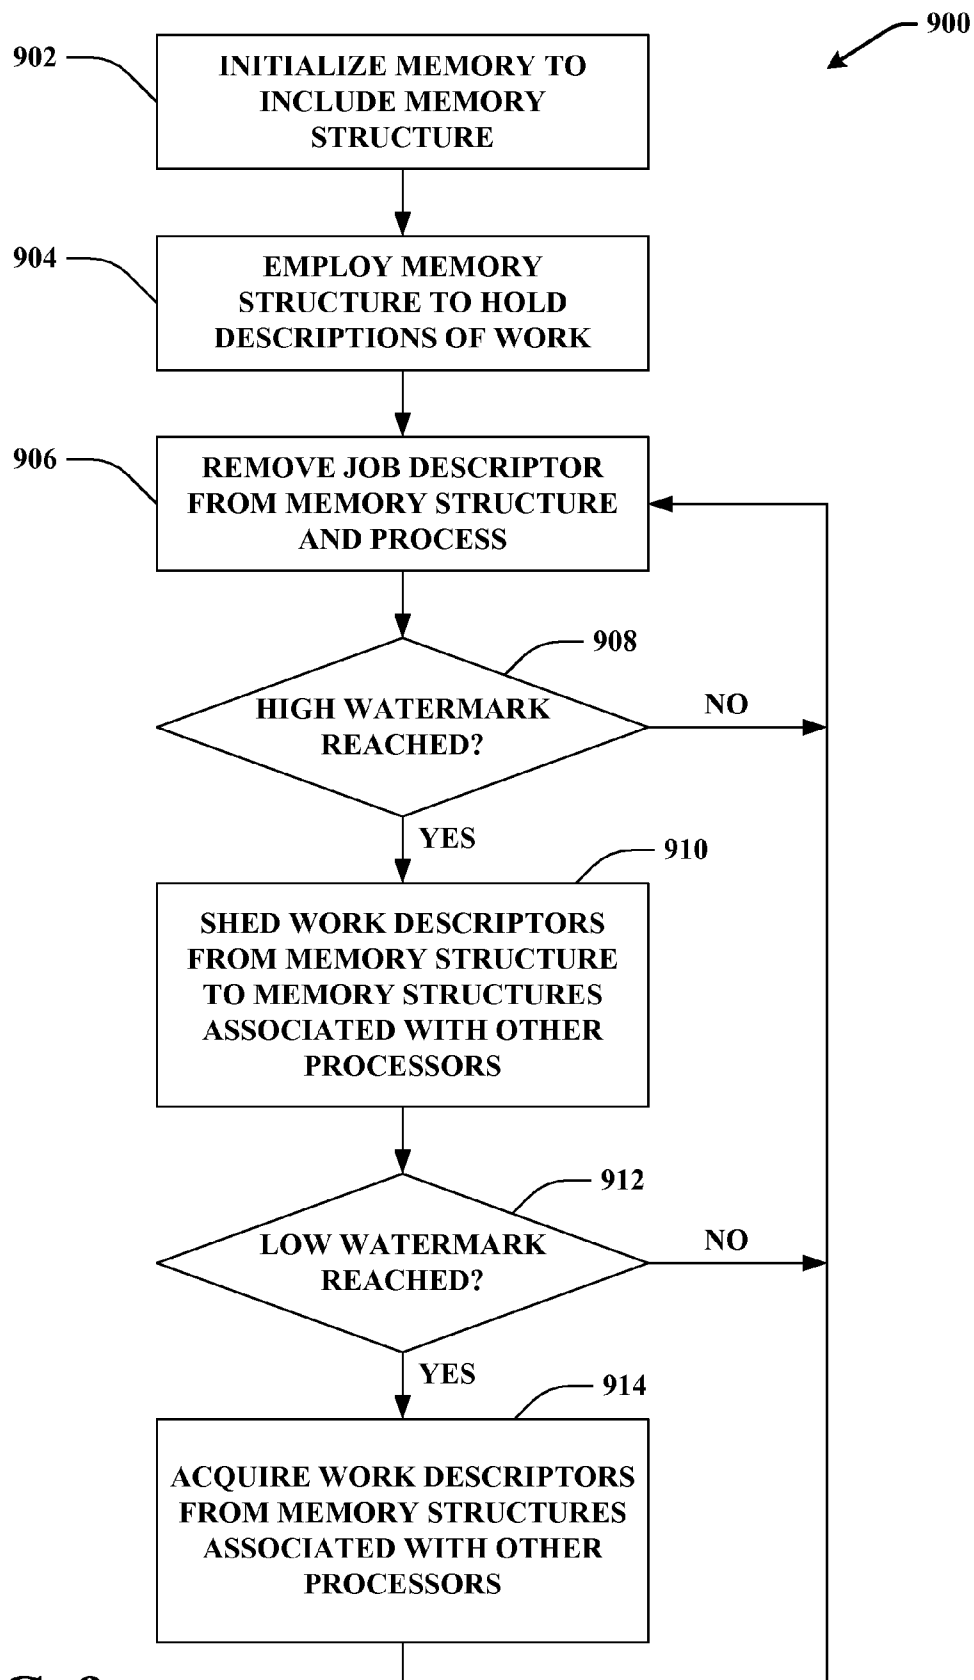 900
902
INITIALIZE MEMORY TO
INCLUDE MEMORY
STRUCTURE
904
EMPLOY MEMORY
STRUCTURE TO HOLD
DESCRIPTIONS OF WORK
906
REMOVE JOB DESCRIPTOR
FROM MEMORY STRUCTURE
AND PROCESS
908
HIGH WATERMARK
REACHED?
NO
YES
910
SHED WORK DESCRIPTORS
FROM MEMORY STRUCTURE
TO MEMORY STRUCTURES
ASSOCIATED WITH OTHER
PROCESSORS
912
LOW WATERMARK
REACHED?
NO
YES
914
ACQUIRE WORK DESCRIPTORS
FROM MEMORY STRUCTURES
ASSOCIATED WITH OTHER
PROCESSORS